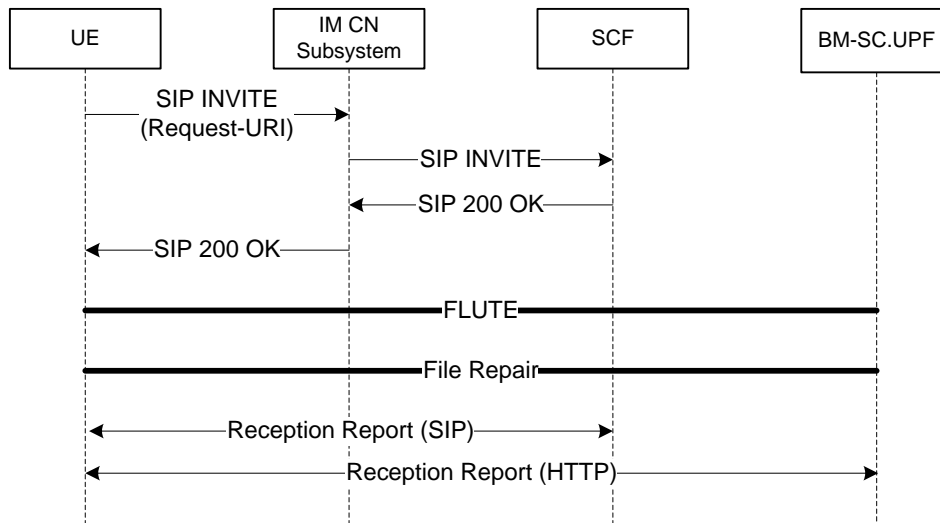 UE
IM CN
Subsystem
SCF
BM-SC.UPF
SIP INVITE
(Request-URI)
SIP INVITE
SIP 200 OK
SIP 200 OK
FLUTE
File Repair
Reception Report (SIP)
Reception Report (HTTP)